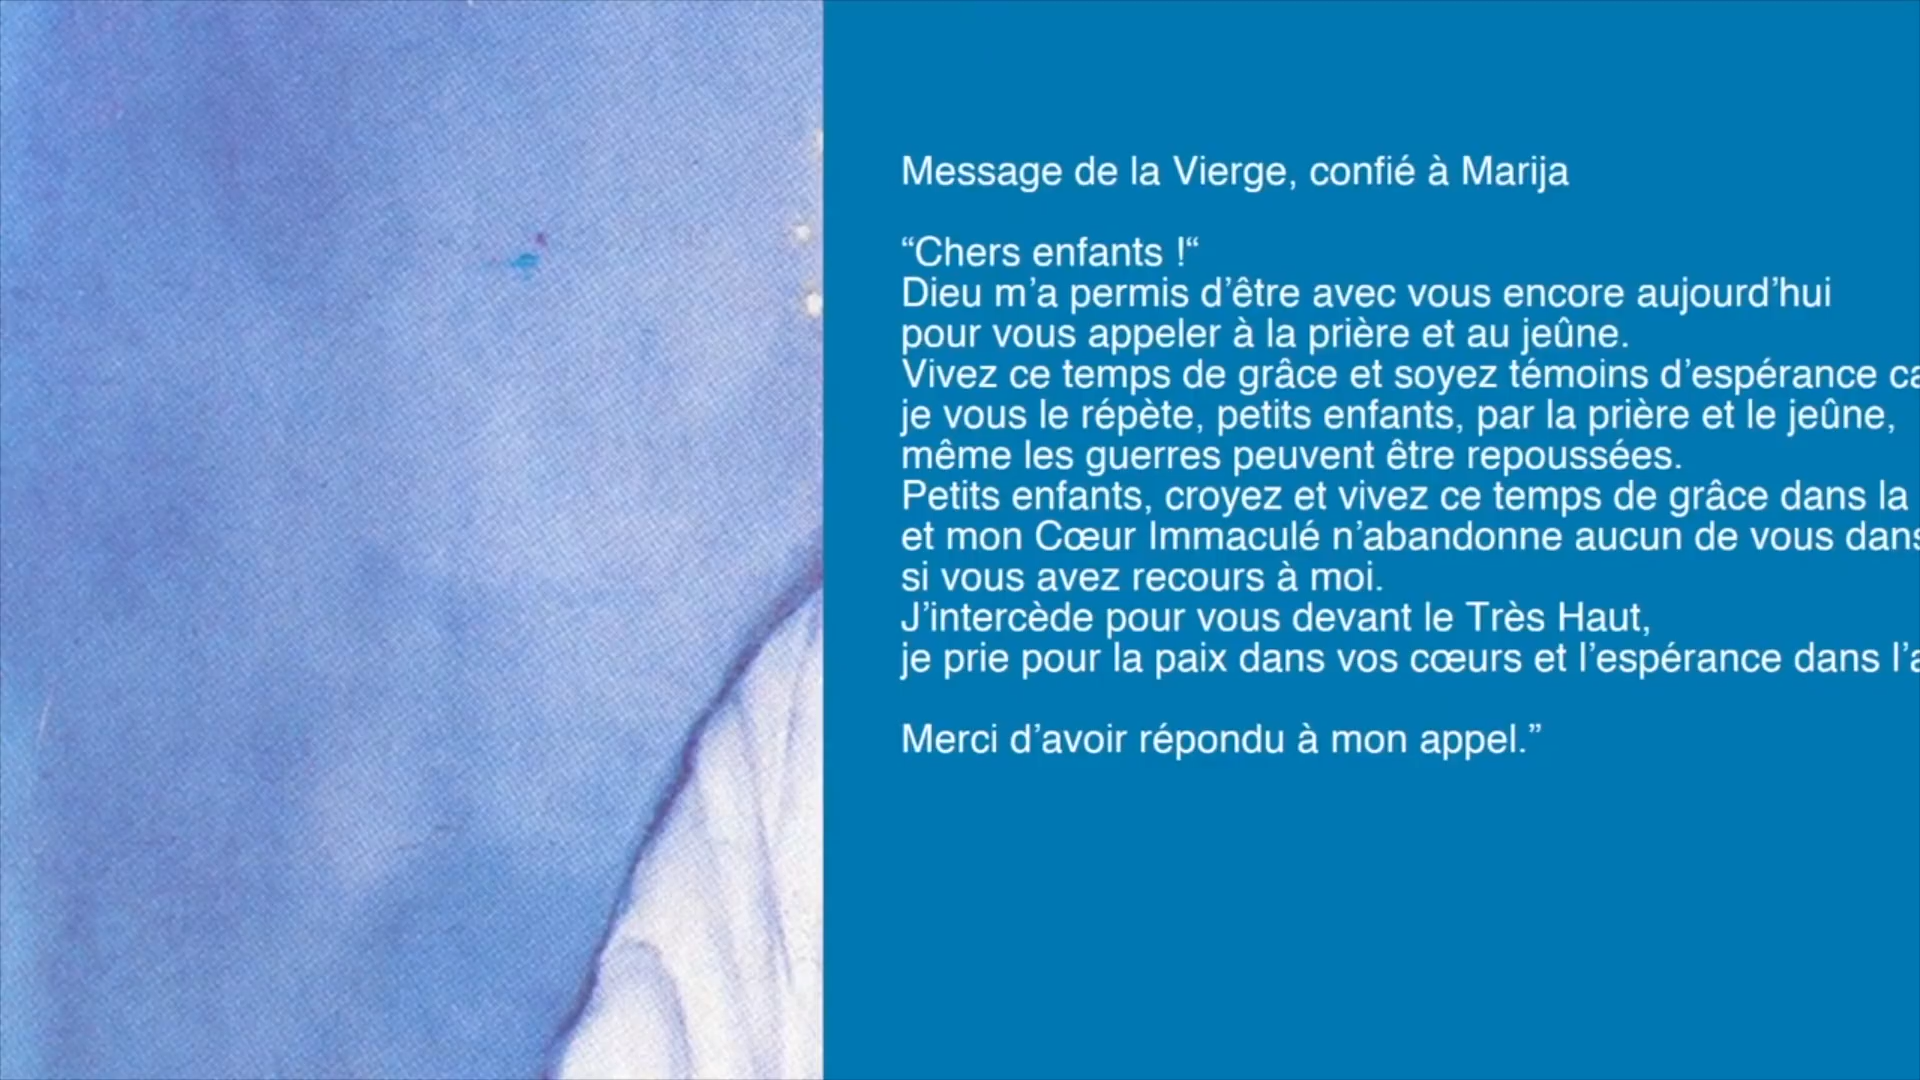 Message de la Vierge, confié à Marija
“Chers enfants !“
Dieu m’a permis d’être avec vous encore aujourd’hui
pour vous appeler à la prière et au jeûne.
Vivez ce temps de grâce et soyez témoins d’espérance
je vous le répète, petits enfants, par la prière et le jeûne,
même les guerres peuvent être repoussées.
Petits enfants, croyez et vivez ce temps de grâce dans la
et mon Cœur Immaculé n’abandonne aucun de vous dans
si vous avez recours à moi.
J’intercède pour vous devant le Très Haut,
je prie pour la paix dans vos cœurs et l’espérance dans
Merci d’avoir répondu à mon appel.”